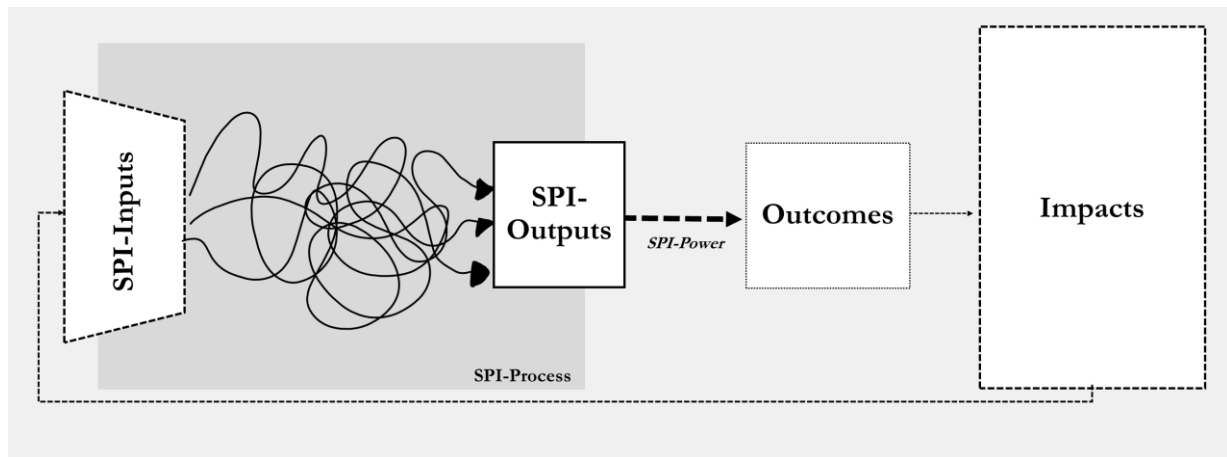 SPI-Inputs
SPI-
Outputs
SPI-Power
Outcomes
Impacts
SPI-Process